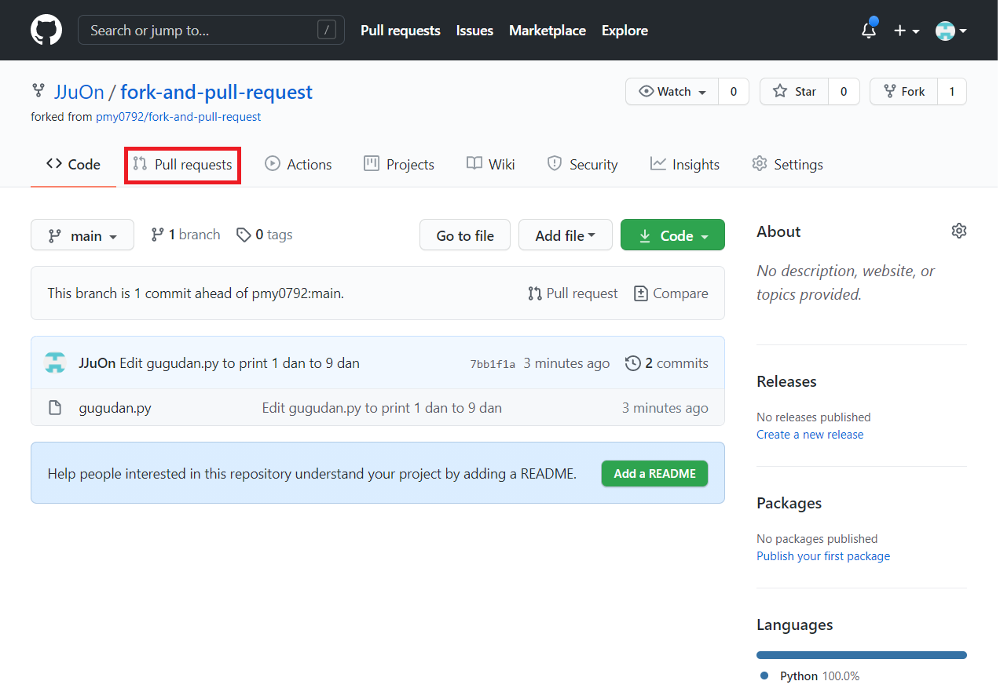 Search or jump to... / Pull requests Issues Marketplace Explore
JJuOn / fork-and-pull-request Watch 0 Star 0 Fork 1
forked from pmy0792/fork-and-pull-request
Code Pull requests Actions Projects Wiki Security Insights Settings
main 1 branch 0 tags Go to file Add file Code
This branch is 1 commit ahead of pmy0792:main. Pull request Compare
JJuOn Edit gugudan.py to print 1 dan to 9 dan 7bb1f1a 3 minutes ago 2 commits
gugudan.py Edit gugudan.py to print 1 dan to 9 dan 3 minutes ago
Help people interested in this repository understand your project by adding a README. Add a README
About
No description, website, or
topics provided.
Releases
No releases published
Create a new release
Packages
No packages published
Publish your first package
Languages
Python 100.0%